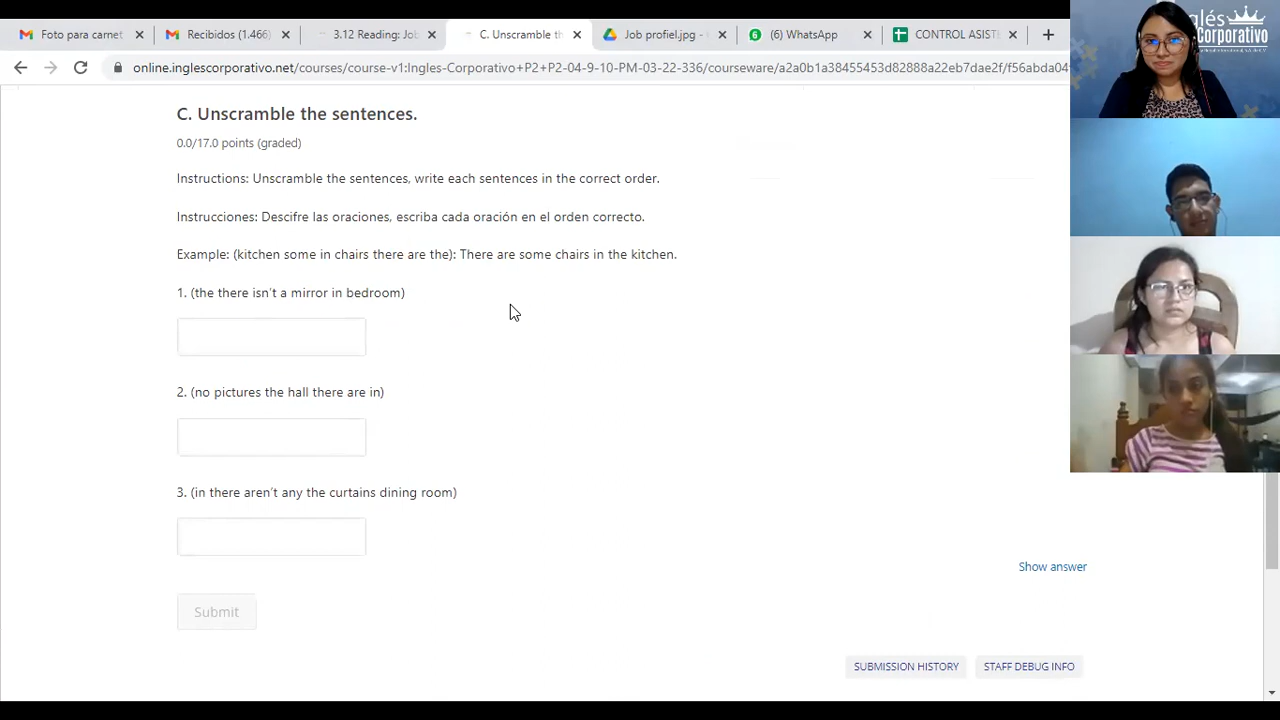 Foto para carnet
Recibidos (1.466)
3.12 Reading: Jo
C. Unscramble th
Job profiel.jpg -
(6) WhatsApp
CONTROL ASIST
online.inglescorporativo.net/courses/course-v1:Ingles-Corporativo+P2+P2-04-9-10-PM-03-22-336/courseware/a2a0b1a38455453292888a22eb7dae2f/f56abda04
C. Unscramble the sentences.
0.0/17.0 points (graded)
Instructions: Unscramble the sentences, write each sentences in the correct order.
Instrucciones: Descifre las oraciones, escriba cada oración en el orden correcto.
Example: (kitchen some in chairs there are the): There are some chairs in the kitchen.
1. (the there isn't a mirror in bedroom)
2. (no pictures the hall there are in)
3. (in there aren't any the curtains dining room)
Show answer
Submit
SUBMISSION HISTORY
STAFF DEBUG INFO